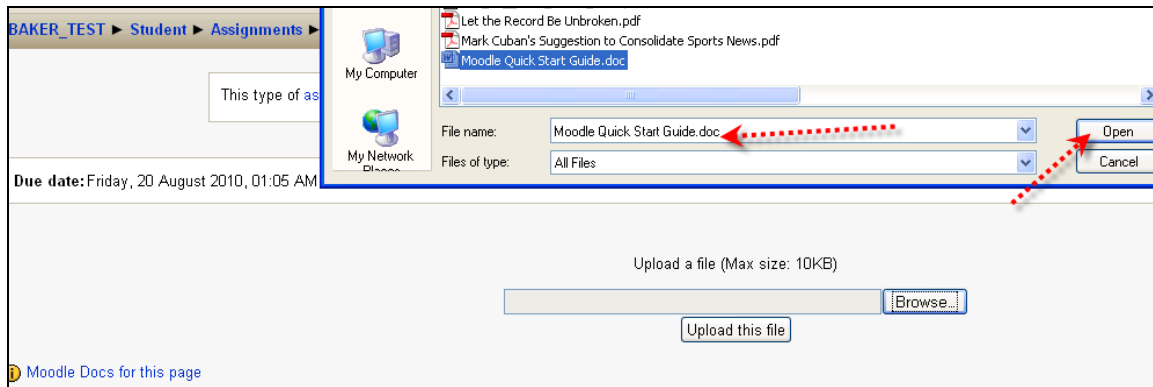 Let the Record Be Unbroken.pdf
BAKER_TEST ► Student ► Assignments ►
Mark Cuban's Suggestion to Consolidate Sports News.pdf
Moodle Quick Start Guide.doc
My Computer
This type of as
File name: Moodle Quick Start Guide.doc Open
My Network
Files of type: All Files Cancel
Due date: Friday, 20 August 2010, 01:05 AM
Upload a file (Max size: 10KB)
Browse...
Upload this file
Moodle Docs for this page